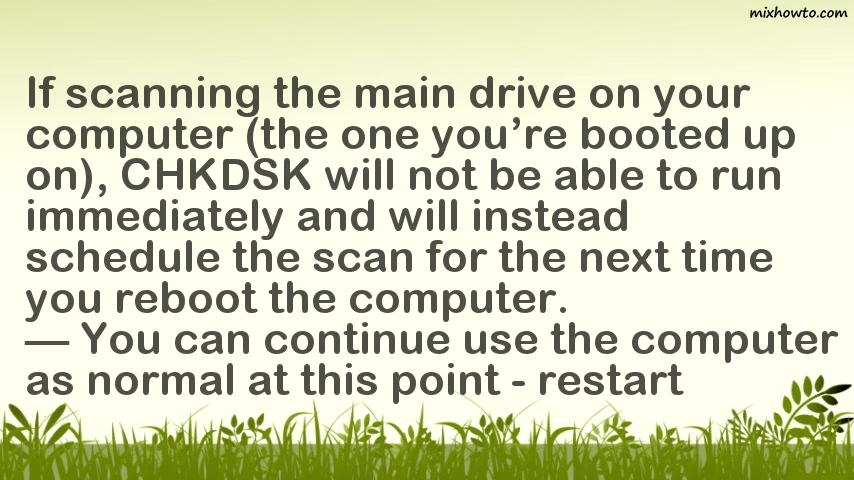 mixhowto.com
If scanning the main drive on your
computer (the one you’re booted up
on), CHKDSK will not be able to run
immediately and will instead
schedule the scan for the next time
you reboot the computer.
— You can continue use the computer
as normal at this point - restart